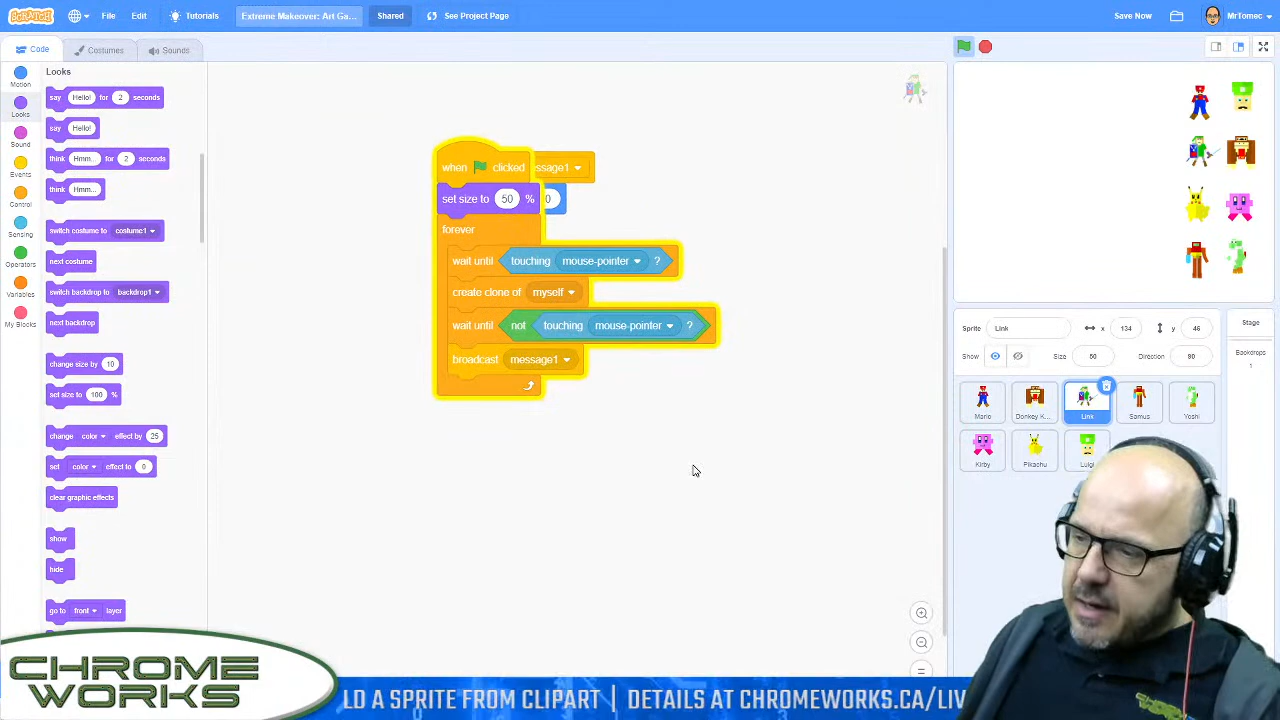 SCRATCH
File
Edit
Tutorials
Extreme Makeover: Art Ga...
Shared
See Project Page
Save Now
MrTomec
Code
Costumes
Sounds
Motion
Looks
Sound
Events
Control
Sensing
Operators
Variables
My Blocks
Looks
say Hello! for 2 seconds
say Hello!
think Hmm... for 2 seconds
think Hmm...
switch costume to costume1
next costume
switch backdrop to backdrop1
next backdrop
change size by 10
set size to 100 %
change color effect by 25
set color effect to 0
clear graphic effects
show
hide
go to front layer
when clicked
ssage1
set size to 50 %
0
forever
wait until touching mouse-pointer ?
create clone of myself
wait until not touching mouse-pointer ?
broadcast message1
Sprite Link x 134 y 46
Show Size 50 Direction 90
Stage
Backdrops
1
Mario
Donkey K...
Link
Samus
Yoshi
Kirby
Pikachu
Luigi
CHROME
WORKS
LD A SPRITE FROM CLIPART | DETAILS AT CHROMEWORKS.CA/LIV